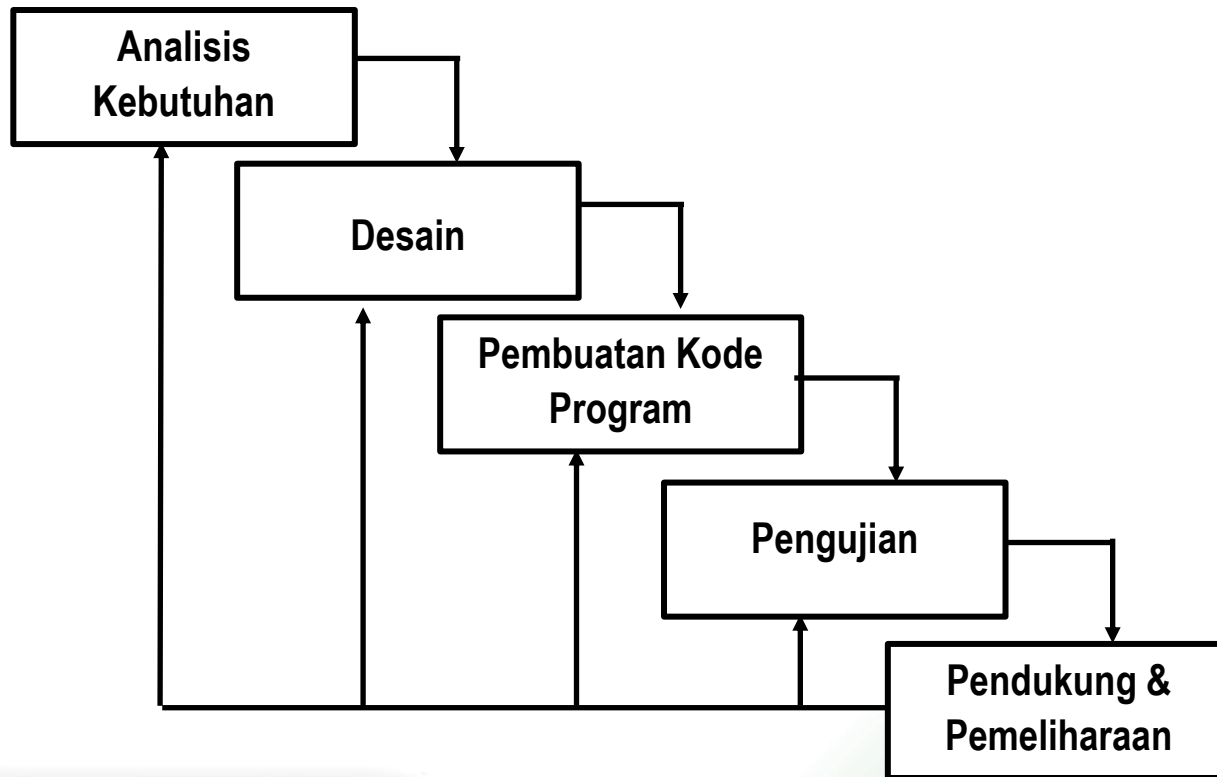 Analisis
Kebutuhan
Desain
Pembuatan Kode
Program
Pengujian
Pendukung &
Pemeliharaan